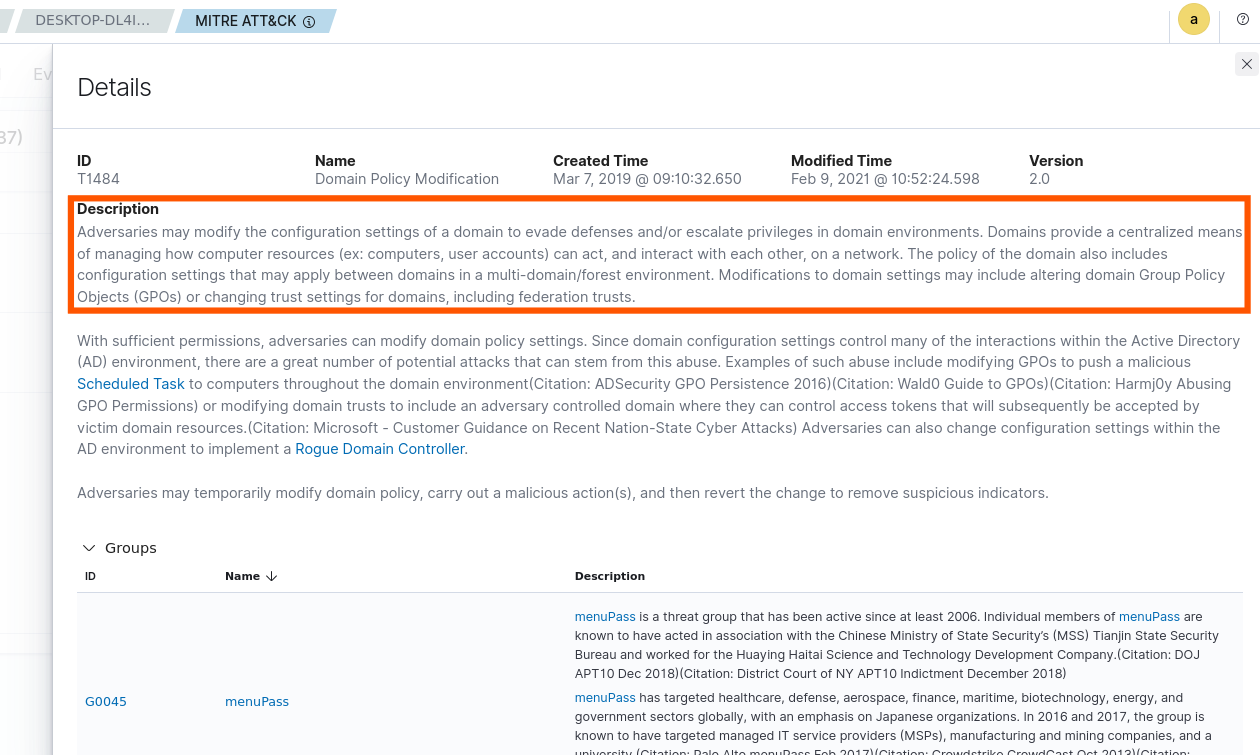 DESKTOP-DL4I...
MITRE ATT&CK
a
Ev
Details
37)
ID
Name
Created Time
Modified Time
Version
T1484
Domain Policy Modification
Mar 7, 2019 @ 09:10:32.650
Feb 9, 2021 @ 10:52:24.598
2.0
Description
Adversaries may modify the configuration settings of a domain to evade defenses and/or escalate privileges in domain environments. Domains provide a centralized means
of managing how computer resources (ex: computers, user accounts) can act, and interact with each other, on a network. The policy of the domain also includes
configuration settings that may apply between domains in a multi-domain/forest environment. Modifications to domain settings may include altering domain Group Policy
Objects (GPOs) or changing trust settings for domains, including federation trusts.
With sufficient permissions, adversaries can modify domain policy settings. Since domain configuration settings control many of the interactions within the Active Directory
(AD) environment, there are a great number of potential attacks that can stem from this abuse. Examples of such abuse include modifying GPOs to push a malicious
Scheduled Task to computers throughout the domain environment(Citation: ADSecurity GPO Persistence 2016)(Citation: Wald0 Guide to GPOs)(Citation: Harmj0y Abusing
GPO Permissions) or modifying domain trusts to include an adversary controlled domain where they can control access tokens that will subsequently be accepted by
victim domain resources.(Citation: Microsoft - Customer Guidance on Recent Nation-State Cyber Attacks) Adversaries can also change configuration settings within the
AD environment to implement a Rogue Domain Controller.
Adversaries may temporarily modify domain policy, carry out a malicious action(s), and then revert the change to remove suspicious indicators.
Groups
ID
Name
Description
G0045
menuPass
menuPass is a threat group that has been active since at least 2006. Individual members of menuPass are
known to have acted in association with the Chinese Ministry of State Security's (MSS) Tianjin State Security
Bureau and worked for the Huaying Haitai Science and Technology Development Company.(Citation: DOJ
APT10 Dec 2018)(Citation: District Court of NY APT10 Indictment December 2018)
menuPass has targeted healthcare, defense, aerospace, finance, maritime, biotechnology, energy, and
government sectors globally, with an emphasis on Japanese organizations. In 2016 and 2017, the group is
known to have targeted managed IT service providers (MSPs), manufacturing and mining companies, and a
university.(Citation: Palo Alto menuPass Feb 2017)(Citation: Crowdstrike CrowdCast Oct 2013)(Citation: